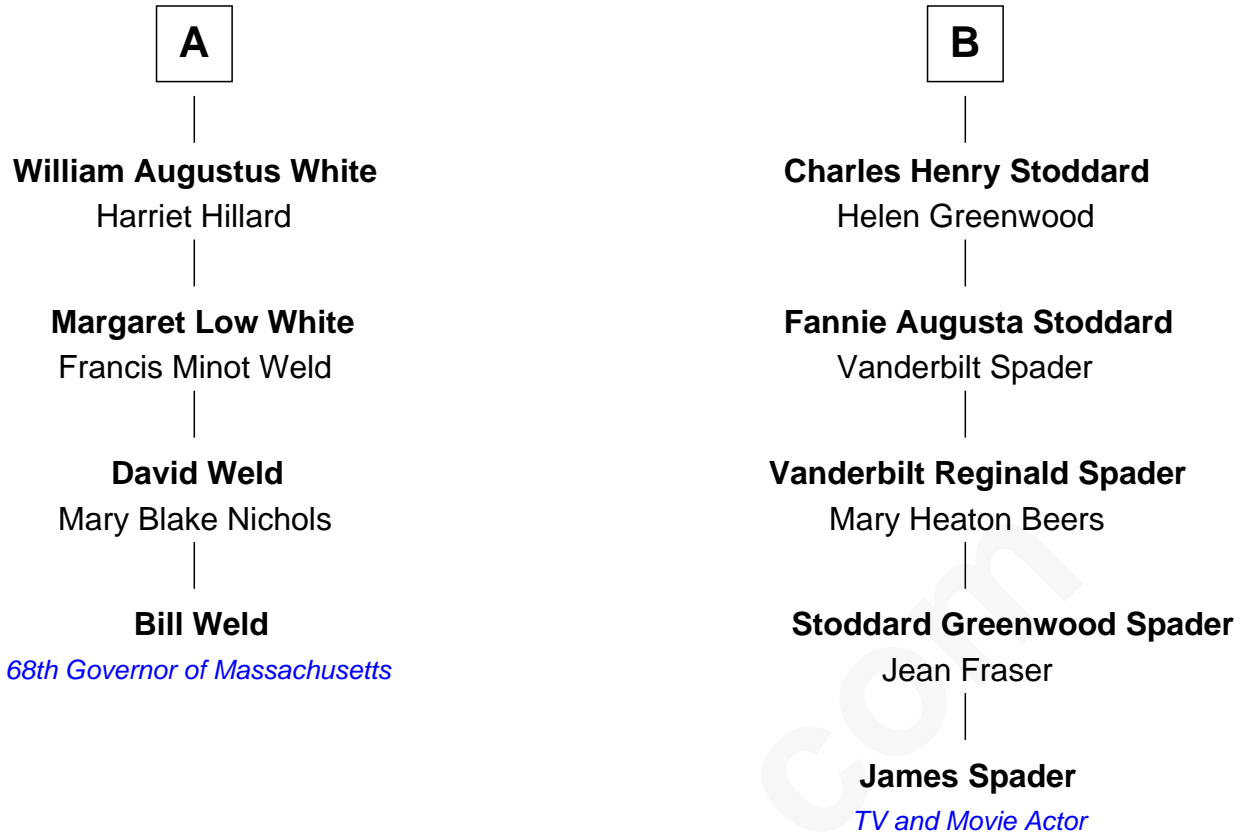 A
William Augustus White
Harriet Hillard
Margaret Low White
Francis Minot Weld
David Weld
Mary Blake Nichols
Bill Weld
68th Governor of Massachusetts
B
Charles Henry Stoddard
Helen Greenwood
Fannie Augusta Stoddard
Vanderbilt Spader
Vanderbilt Reginald Spader
Mary Heaton Beers
Stoddard Greenwood Spader
Jean Fraser
James Spader
TV and Movie Actor
com